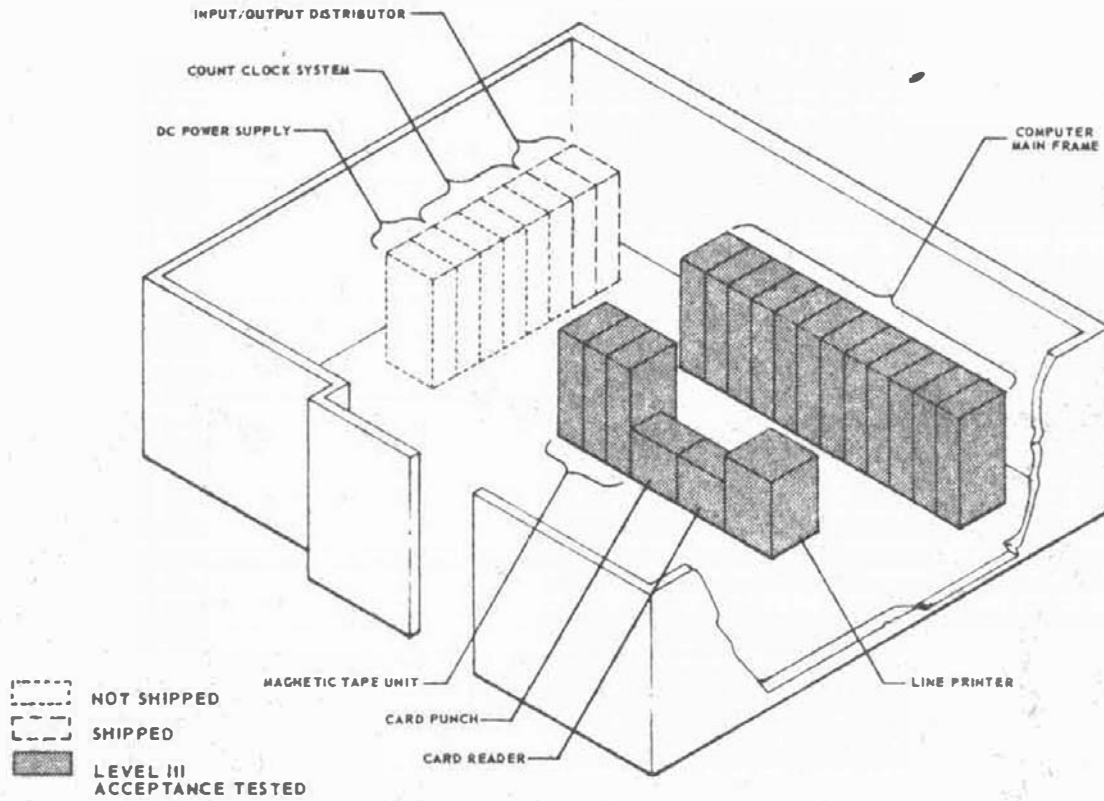 INPUT/OUTPUT DISTRIBUTOR
COUNT CLOCK SYSTEM
DC POWER SUPPLY
COMPUTER
MAIN FRAME
MAGNETIC TAPE UNIT
LINE PRINTER
CARD PUNCH
CARD READER
NOT SHIPPED
SHIPPED
LEVEL III
ACCEPTANCE TESTED